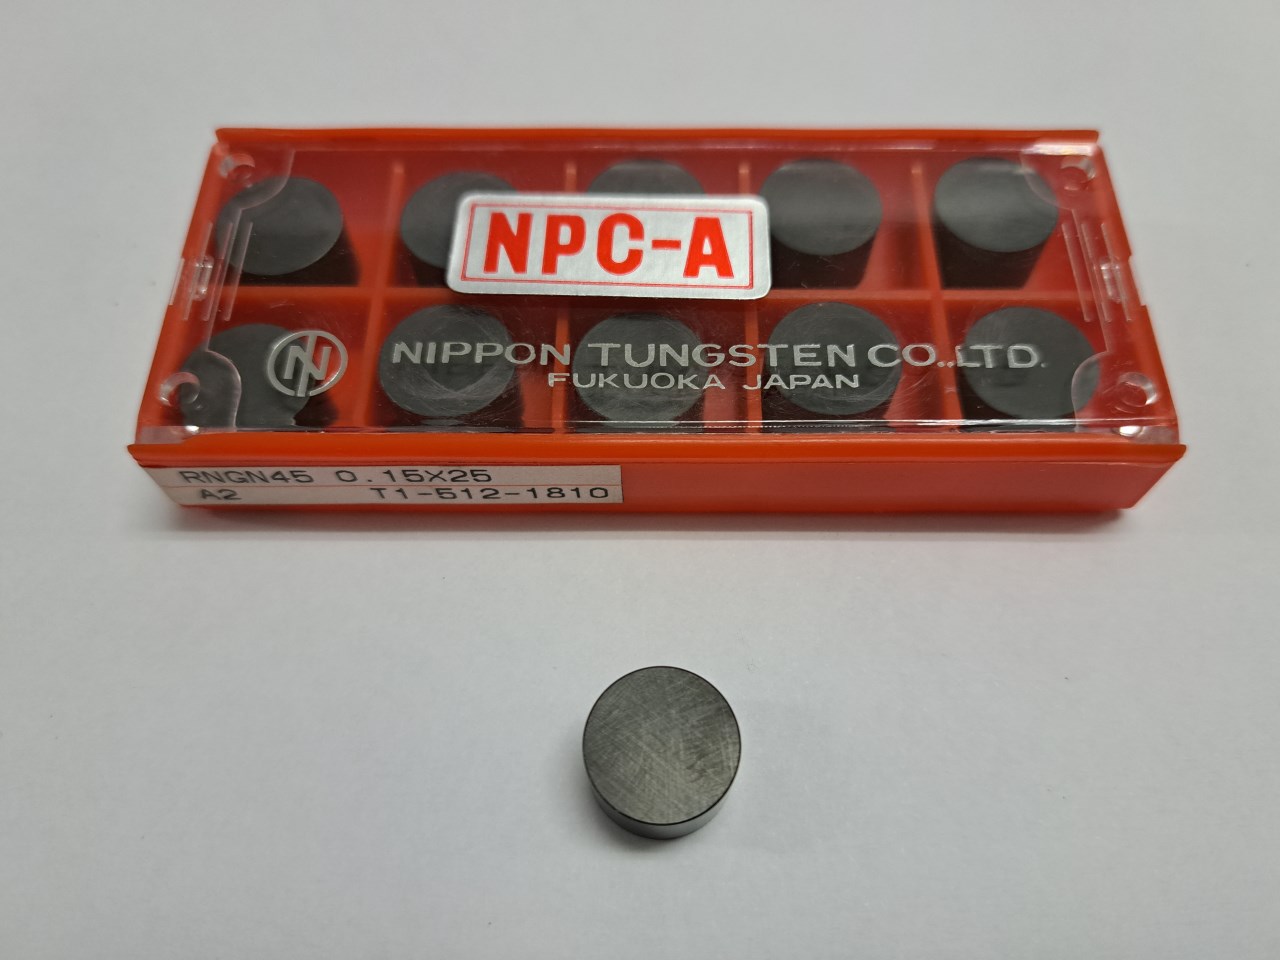 NPC-A
NIPPON TUNGSTEN CO.,LTD.
FUKUOKA JAPAN
RNGN45 0.15X25
A2 T1-512-1810